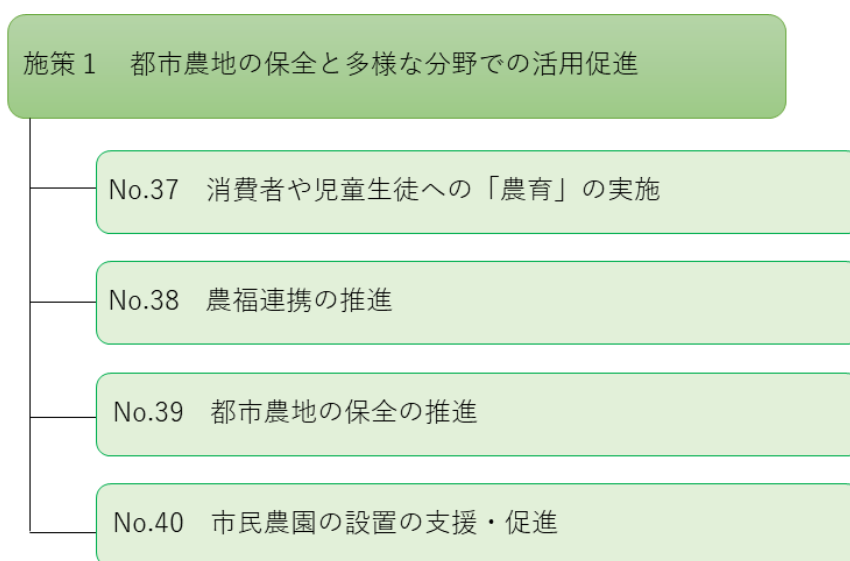 施策１　都市農地の保全と多様な分野での活用促進
No.37　消費者や児童生徒への「農育」の実施
No.38　農福連携の推進
No.39　都市農地の保全の推進
No.40　市民農園の設置の支援・促進